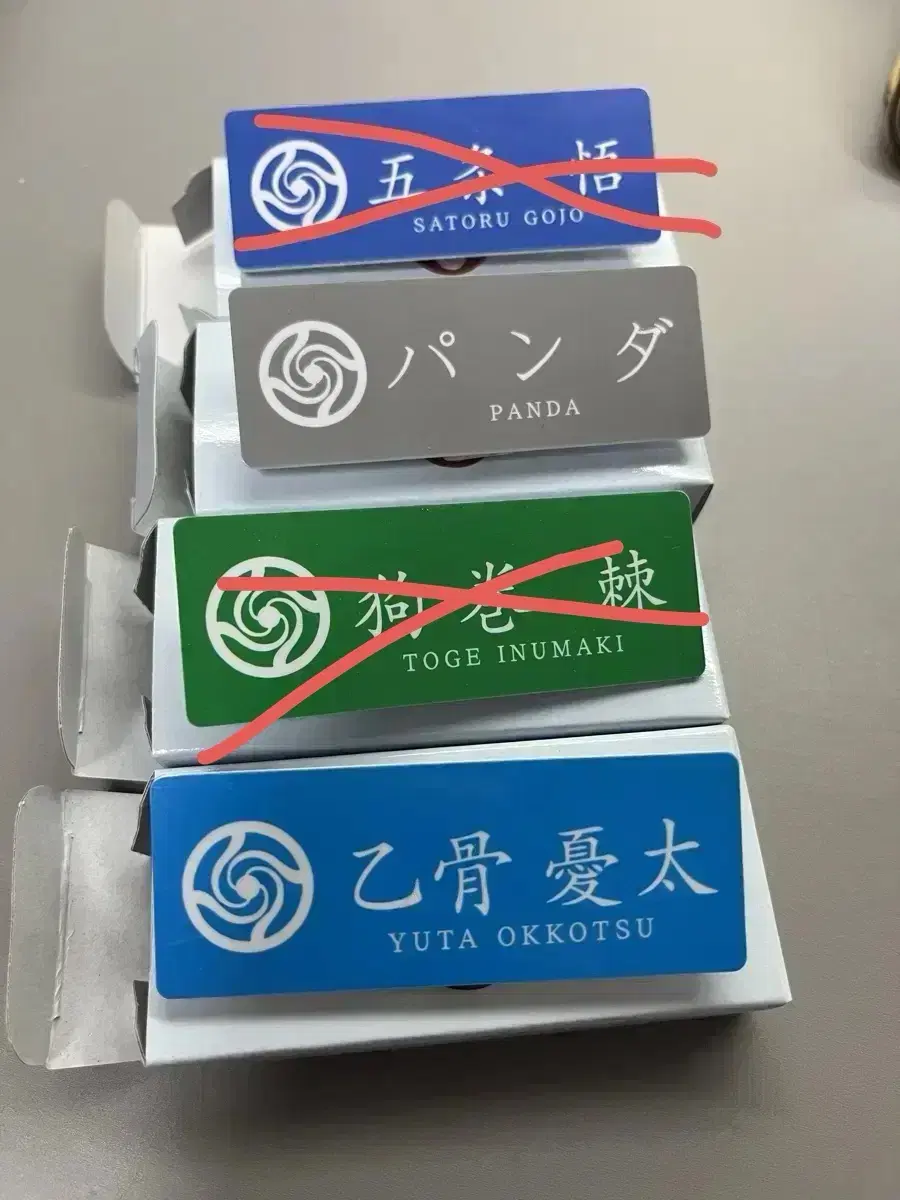 五条 悟
SATORU GOJO
パンダ
PANDA
狗巻 棘
TOGE INUMAKI
乙骨 憂太
YUTA OKKOTSU